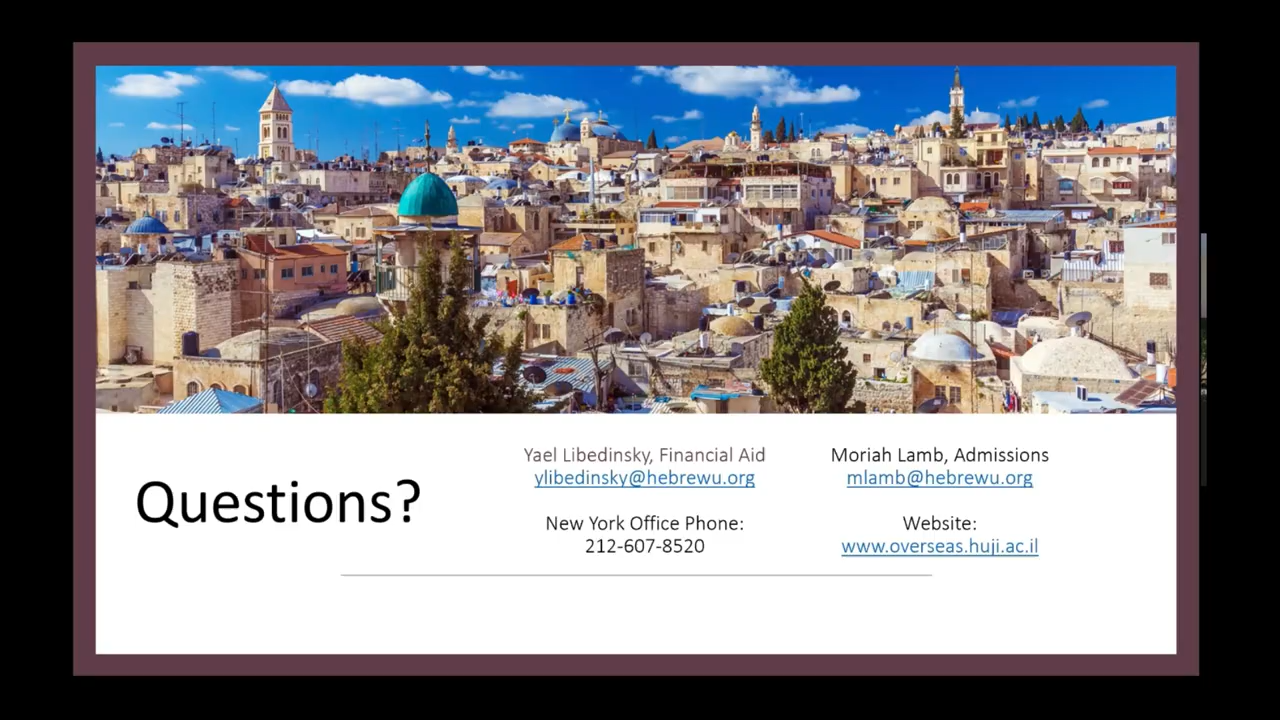 Questions?
Yael Libedinsky, Financial Aid
ylibedinsky@hebrewu.org
New York Office Phone:
212-607-8520
Moriah Lamb, Admissions
mlamb@hebrewu.org
Website:
www.overseas.huji.ac.il